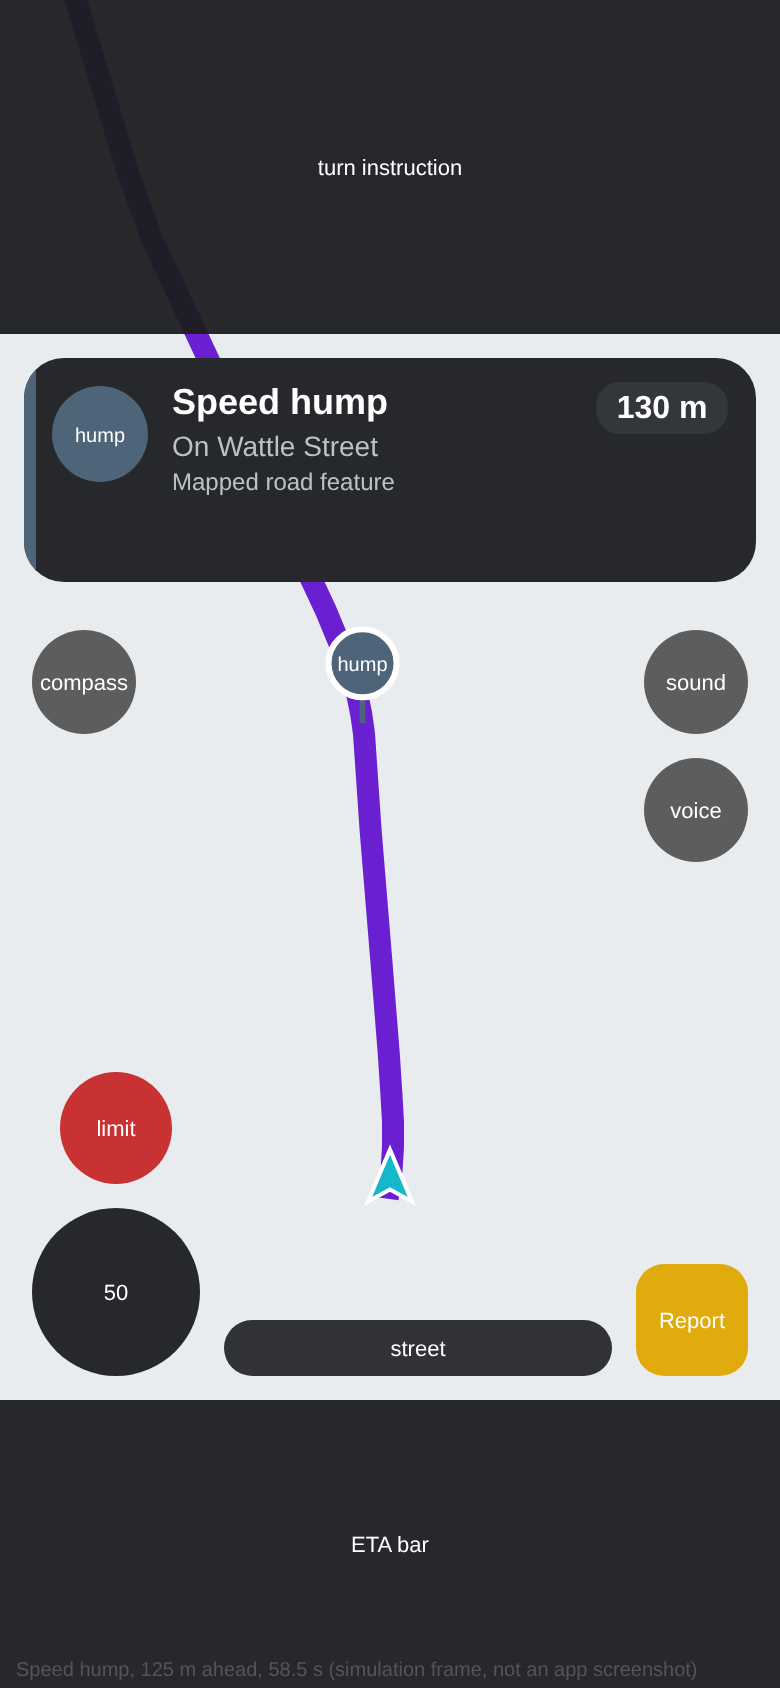 turn instruction
hump
Speed hump
130 m
On Wattle Street
Mapped road feature
hump
compass
sound
voice
limit
50
Report
street
ETA bar
Speed hump, 125 m ahead, 58.5 s (simulation frame, not an app screenshot)